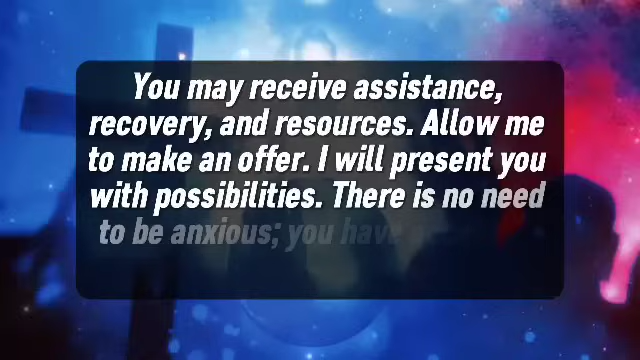 You may receive assistance,
recovery, and resources. Allow me
to make an offer. I will present you
with possibilities. There is no need
to be anxious; you have